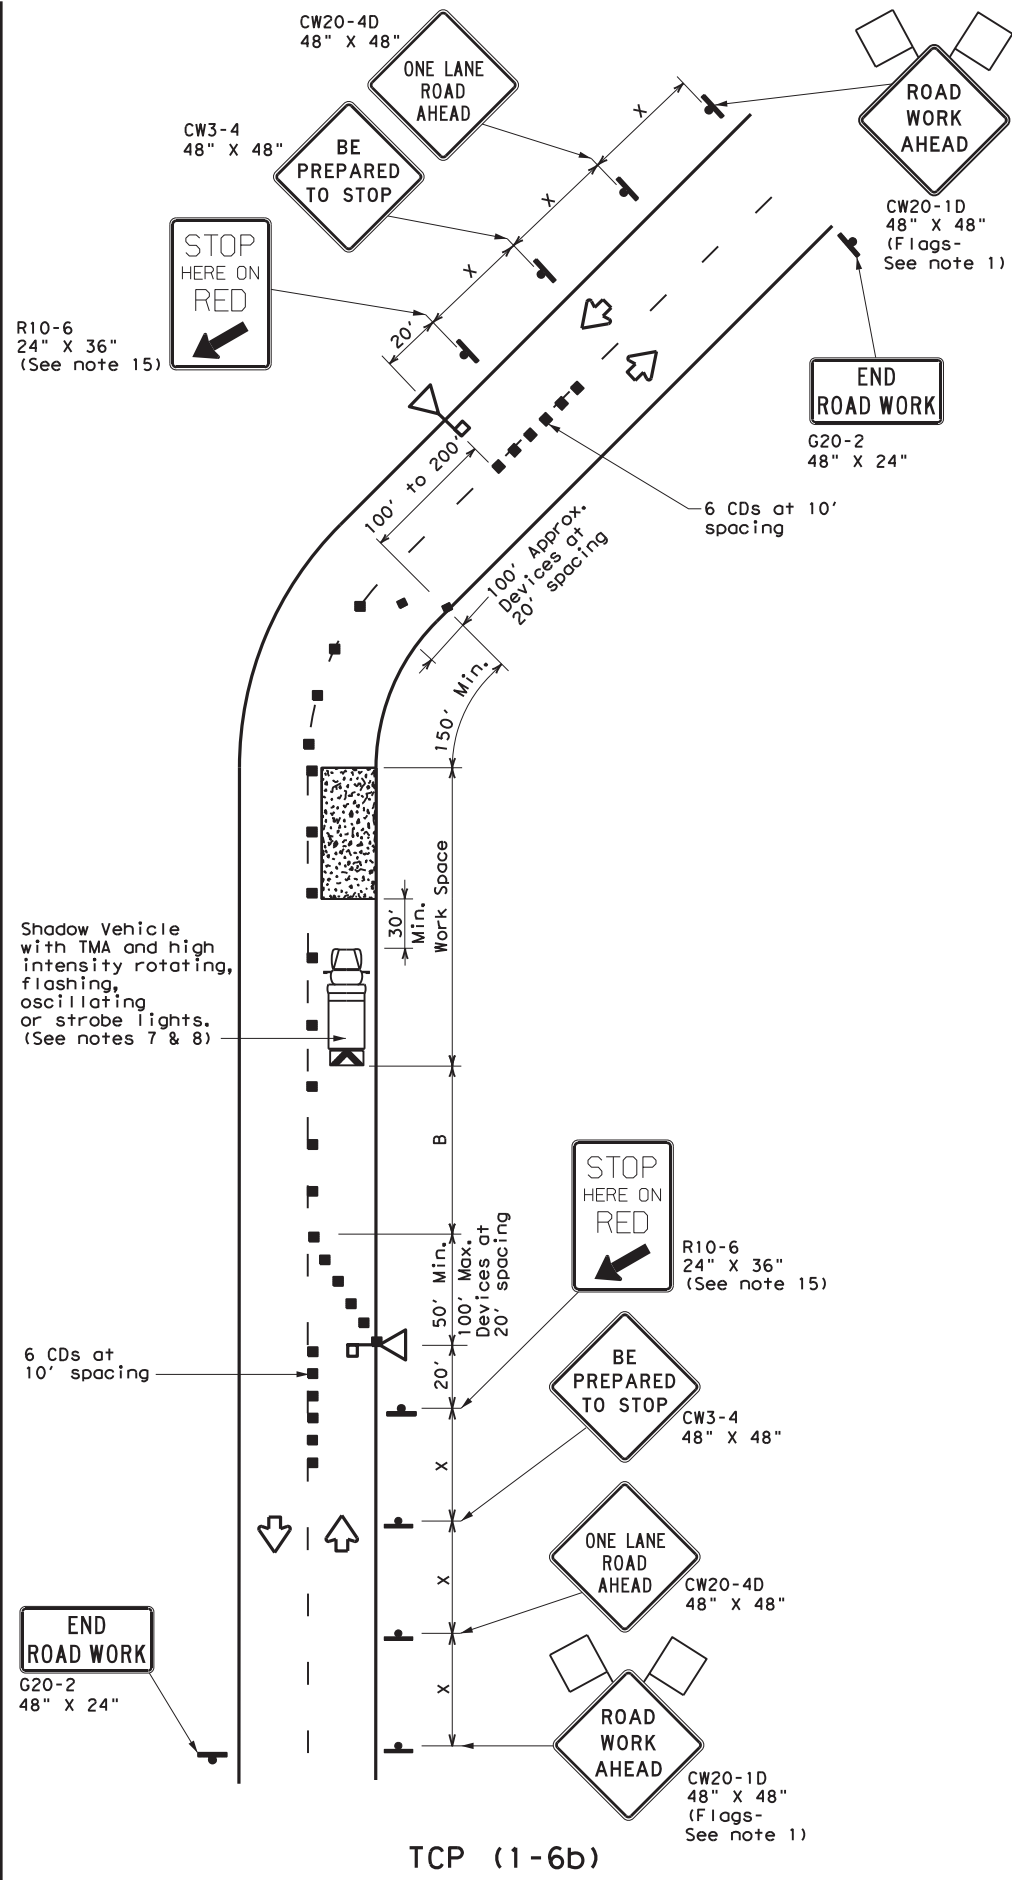 CW20-4D
48" X 48"
ONE LANE
ROAD
AHEAD
CW3-4
48" X 48"
BE
PREPARED
TO STOP
ROAD
WORK
AHEAD
CW20-1D
48" X 48"
(Flags-
See note 1)
STOP
HERE ON
RED
R10-6
24" X 36"
(See note 15)
X
X
X
20'
END
ROAD WORK
G20-2
48" X 24"
100' to 200'
6 CDs at 10'
spacing
100' Approx.
Devices at
20' spacing
150' Min.
Work Space
30'
Min.
Shadow Vehicle
with TMA and high
intensity rotating,
flashing,
oscillating
or strobe lights.
(See notes 7 & 8)
B
50' Min.
100' Max.
Devices at
20' spacing
STOP
HERE ON
RED
R10-6
24" X 36"
(See note 15)
6 CDs at
10' spacing
20'
BE
PREPARED
TO STOP
CW3-4
48" X 48"
X
ONE LANE
ROAD
AHEAD
CW20-4D
48" X 48"
X
END
ROAD WORK
G20-2
48" X 24"
X
ROAD
WORK
AHEAD
CW20-1D
48" X 48"
(Flags-
See note 1)
TCP (1-6b)